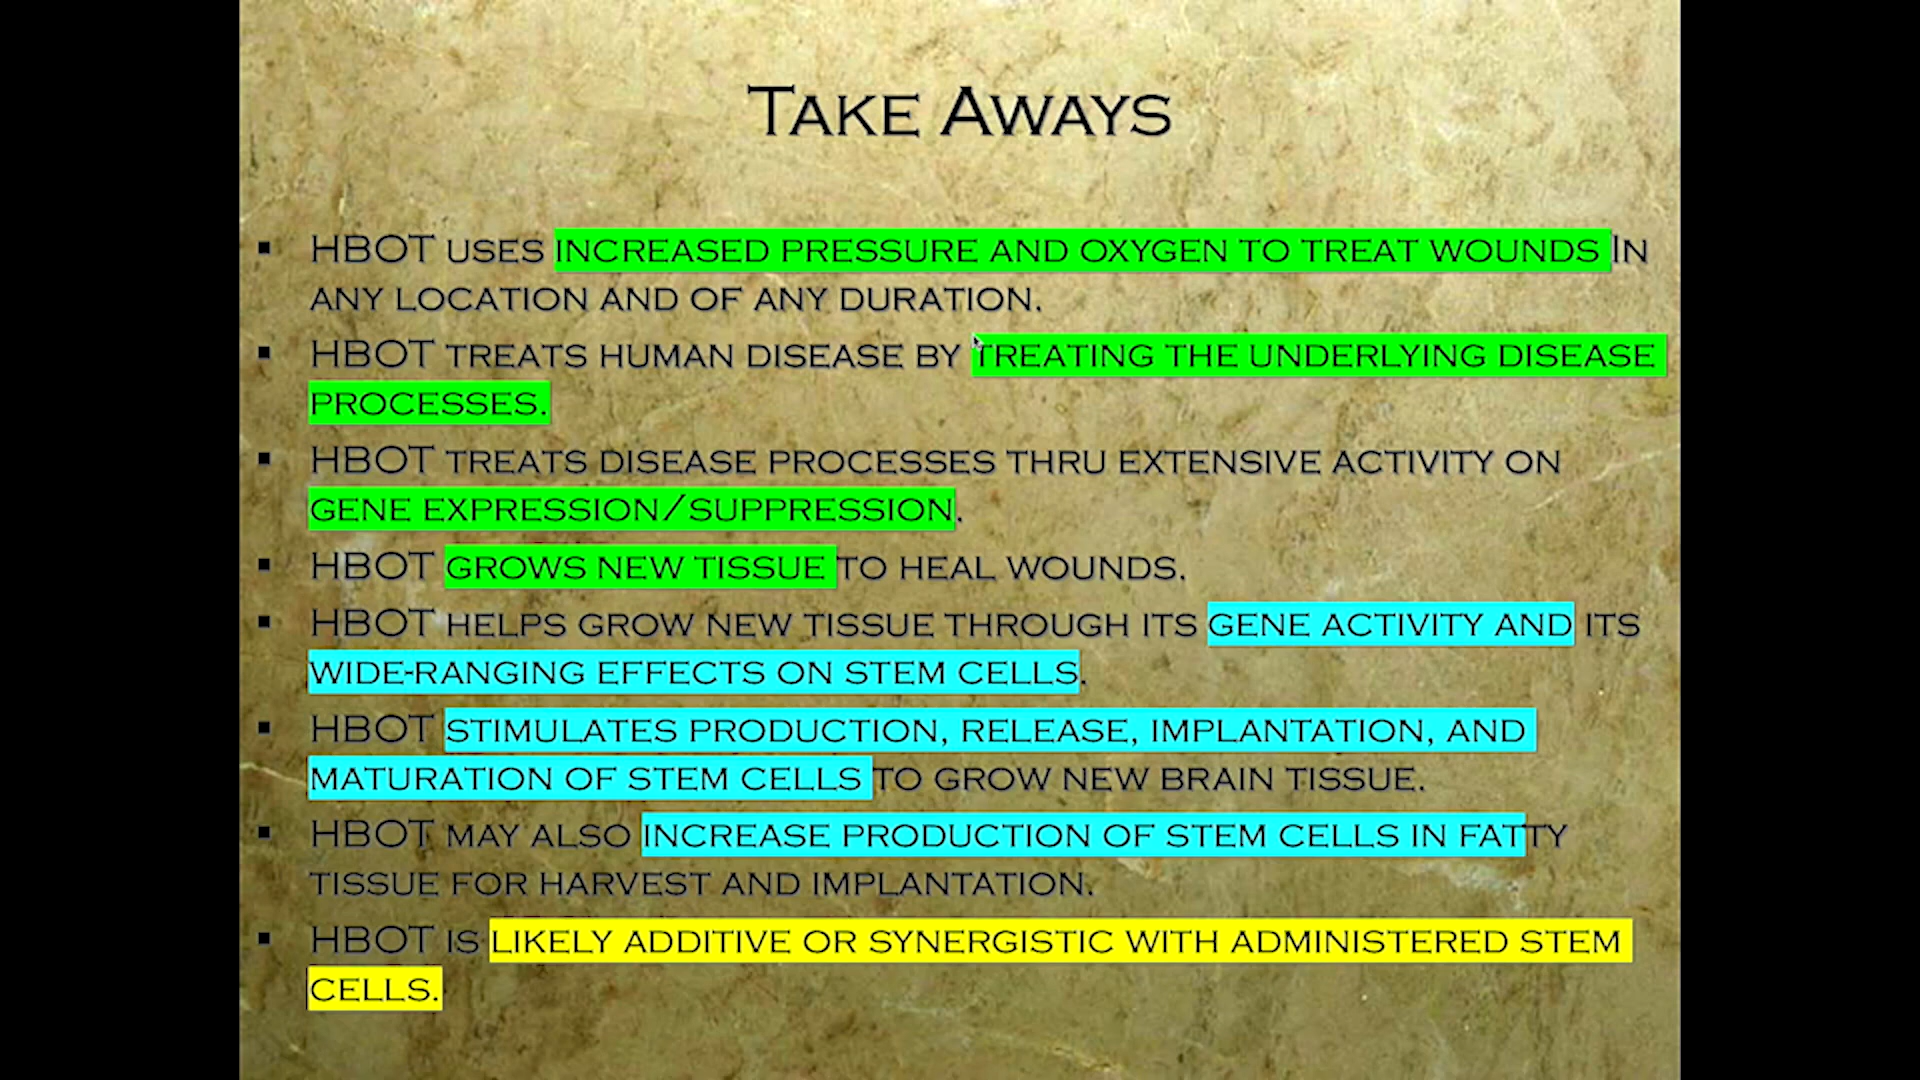 Take Aways
▪ HBOT uses increased pressure and oxygen to treat wounds In
any location and of any duration.
▪ HBOT treats human disease by treating the underlying disease
processes.
▪ HBOT treats disease processes thru extensive activity on
gene expression/suppression.
▪ HBOT grows new tissue to heal wounds.
▪ HBOT helps grow new tissue through its gene activity and its
wide-ranging effects on stem cells.
▪ HBOT stimulates production, release, implantation, and
maturation of stem cells to grow new brain tissue.
▪ HBOT may also increase production of stem cells in fatty
tissue for harvest and implantation.
▪ HBOT is likely additive or synergistic with administered stem
cells.